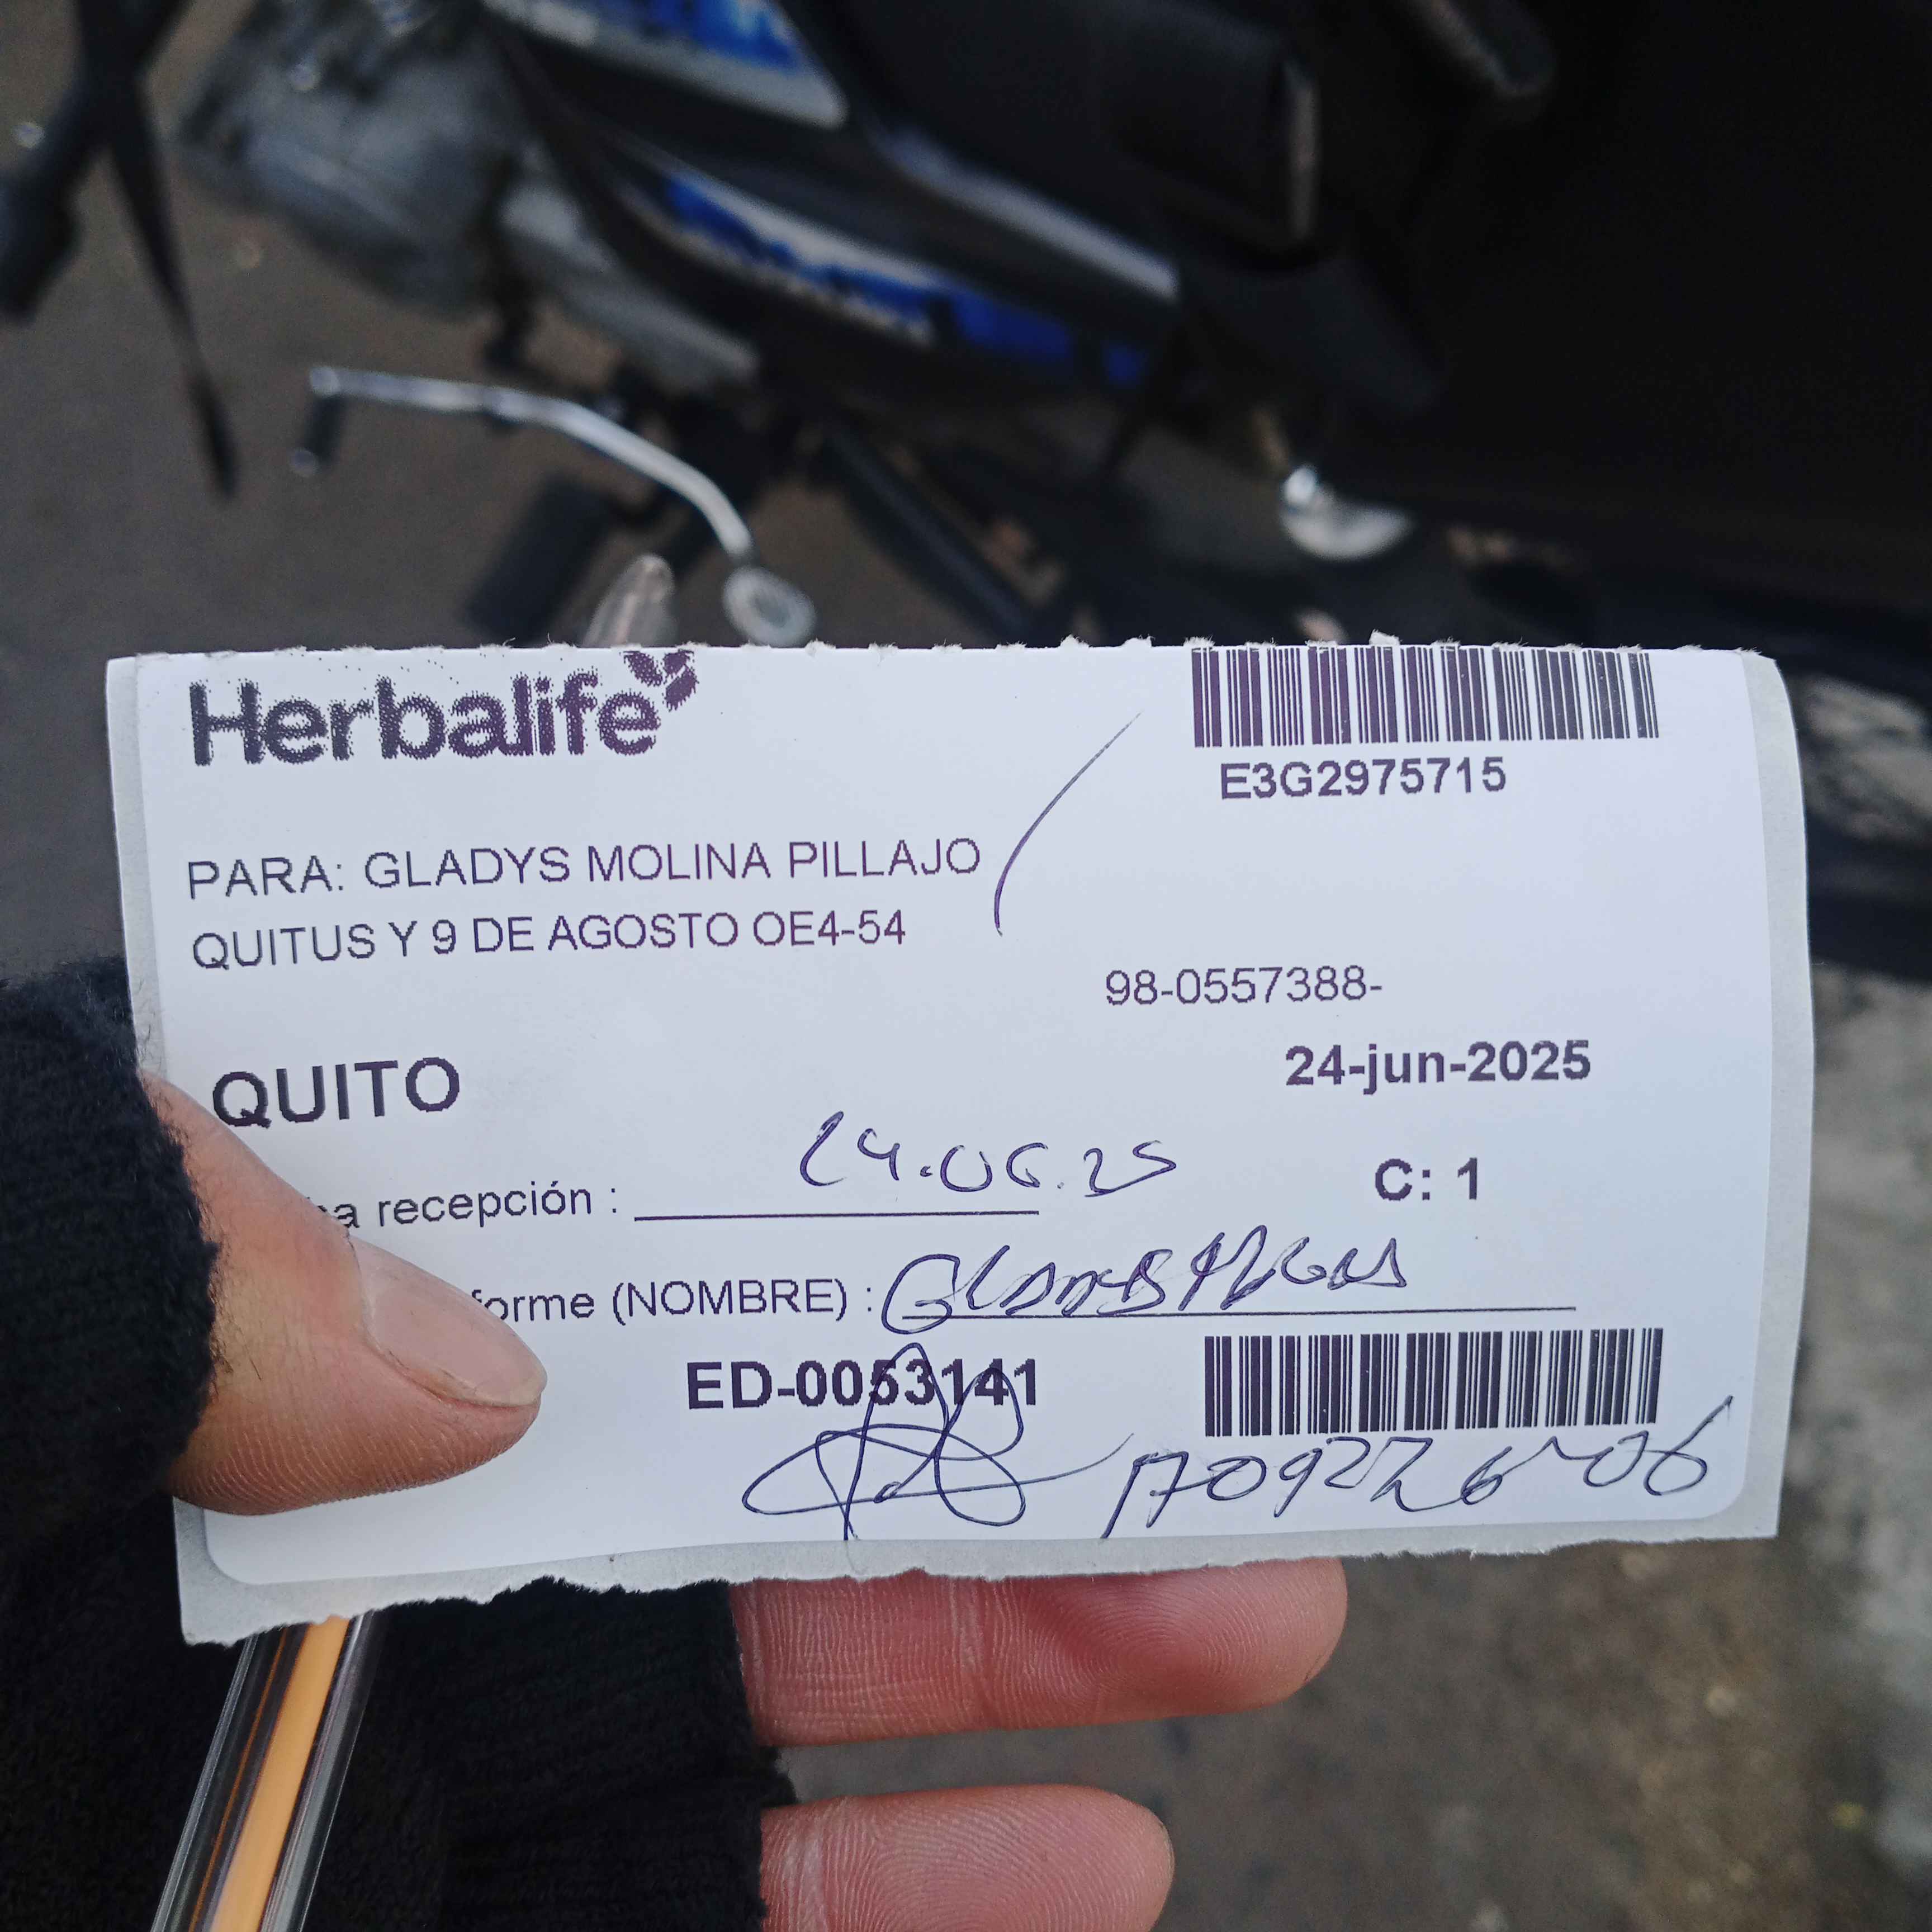 Herbalife
E3G2975715
PARA: GLADYS MOLINA PILLAJO
QUITUS Y 9 DE AGOSTO OE4-54
98-0557388-
QUITO
24-jun-2025
a recepción : 24.06.25
C: 1
forme (NOMBRE) :
ED-0053141